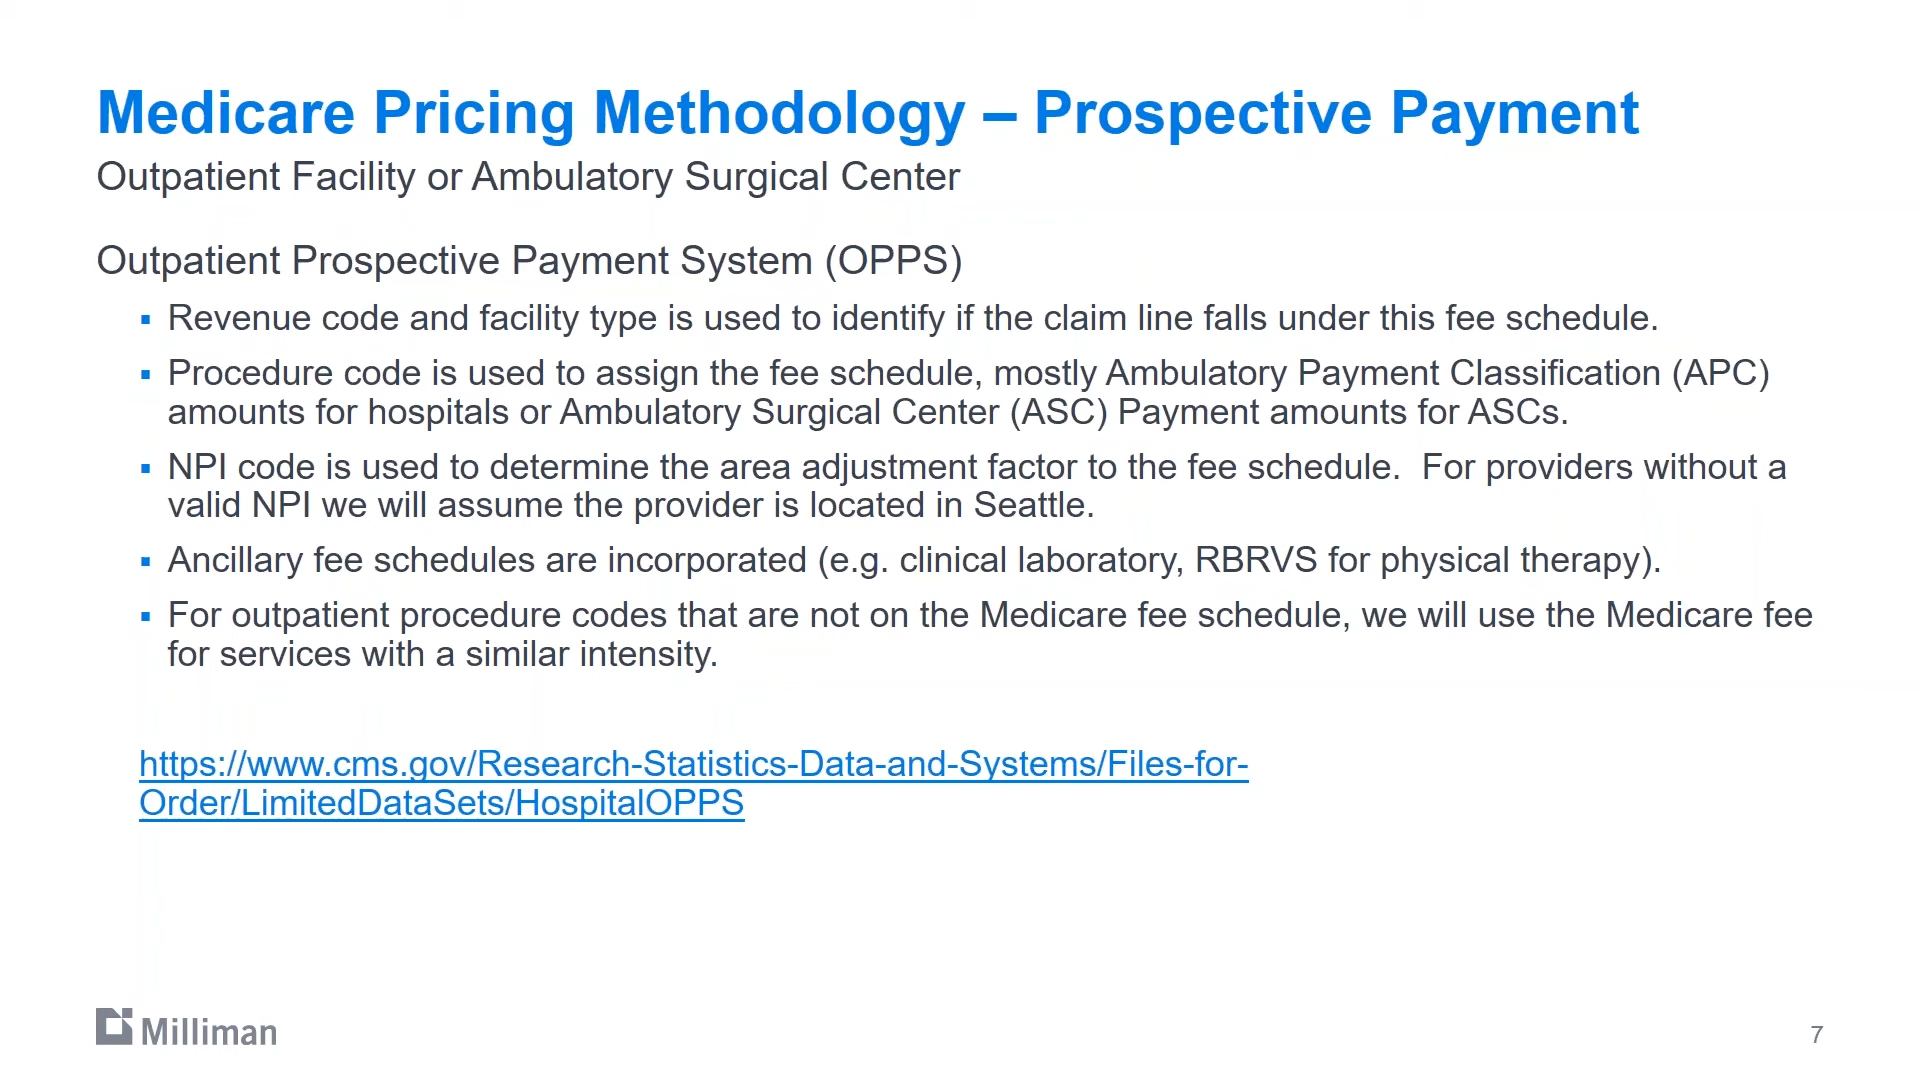 Medicare Pricing Methodology – Prospective Payment
Outpatient Facility or Ambulatory Surgical Center
Outpatient Prospective Payment System (OPPS)
▪ Revenue code and facility type is used to identify if the claim line falls under this fee schedule.
▪ Procedure code is used to assign the fee schedule, mostly Ambulatory Payment Classification (APC)
amounts for hospitals or Ambulatory Surgical Center (ASC) Payment amounts for ASCs.
▪ NPI code is used to determine the area adjustment factor to the fee schedule.  For providers without a
valid NPI we will assume the provider is located in Seattle.
▪ Ancillary fee schedules are incorporated (e.g. clinical laboratory, RBRVS for physical therapy).
▪ For outpatient procedure codes that are not on the Medicare fee schedule, we will use the Medicare fee
for services with a similar intensity.
https://www.cms.gov/Research-Statistics-Data-and-Systems/Files-for-
Order/LimitedDataSets/HospitalOPPS
Milliman
7